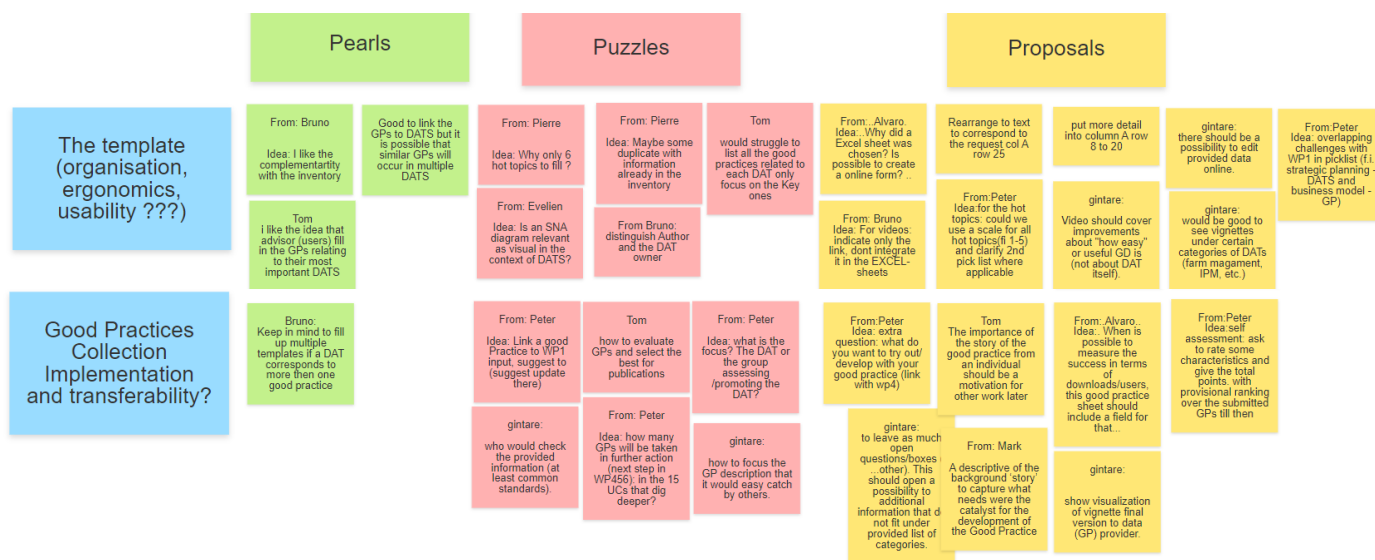 Pearls
Puzzles
Proposals
The template
(organisation,
ergonomics,
usability ???)
From: Bruno
Idea: I like the
complementartity with
the inventory
Good to link the
GPs to DATS but it
is possible that
similar GPs will
occur in multiple
DATS
Tom
i like the idea that
advisor (users) fill
in the GPs relating
to their most
important DATS
From: Pierre
Idea: Why only 6
hot topics to fill ?
From: Pierre
Idea: Maybe some
duplicate with
information
already in the
inventory
Tom
would struggle to
list all the good
practices related to
each DAT only
focus on the Key
ones
From: Evelien
Idea: Is an SNA
diagram relevant
as visual in the
context of DATS?
From Bruno:
distinguish Author
and the DAT
owner
From:..Alvaro.
Idea:..Why did a
Excel sheet was
chosen? Is
possible to create
a online form? ..
Rearrange to text
to correspond to
the request col A
row 25
put more detail
into column A row
8 to 20
gintare:
there should be a
possibility to edit
provided data
online.
From:Peter
Idea: overlapping
challenges with
WP1 in picklist (f.i.
strategic planning -
DATS and
business model -
GP)
From: Bruno
Idea: For videos:
indicate only the
link, dont integrate
it in the EXCEL-
sheets
From:Peter
Idea:for the hot
topics: could we
use a scale for all
hot topics(fi 1-5)
and clarify 2nd
pick list where
applicable
gintare:
Video should cover
improvements
about "how easy"
or useful GD is
(not about DAT
itself).
gintare:
would be good to
see vignettes
under certain
categories of DATs
(farm magament,
IPM, etc.)
Good Practices
Collection
Implementation
and transferability?
Bruno:
Keep in mind to fill
up multiple
templates if a DAT
corresponds to
more then one
good practice
From: Peter
Idea: Link a good
Practice to WP1
input, suggest to
(suggest update
there)
Tom
how to evaluate
GPs and select the
best for
publications
From: Peter
Idea: what is the
focus? The DAT or
the group
assessing
/promoting the
DAT?
gintare:
who would check
the provided
information (at
least common
standards).
From: Peter
Idea: how many
GPs will be taken
in further action
(next step in
WP456): in the 15
UCs that dig
deeper?
gintare:
how to focus the
GP description that
it would easy catch
by others.
From:Peter
Idea: extra
question: what do
you want to try out/
develop with your
good practice (link
with wp4)
Tom
The importance of
the story of the
good practice from
an individual
should be a
motivation for
other work later
From:.Alvaro..
Idea:. When is
possible to
measure the
success in terms
of
downloads/users,
this good practice
sheet should
include a field for
that...
From:Peter
Idea:self
assessment: ask
to rate some
characteristics and
give the total
points. with
provisional ranking
over the submitted
GPs till then
gintare:
to leave as much
open
questions/boxes
...other). This
should open a
possibility to
additional
information that do
not fit under
provided list of
categories.
From: Mark
A descriptive of the
background 'story'
to capture what
needs were the
catalyst for the
development of
the Good Practice
gintare:
show visualization
of vignette final
version to data
(GP) provider.